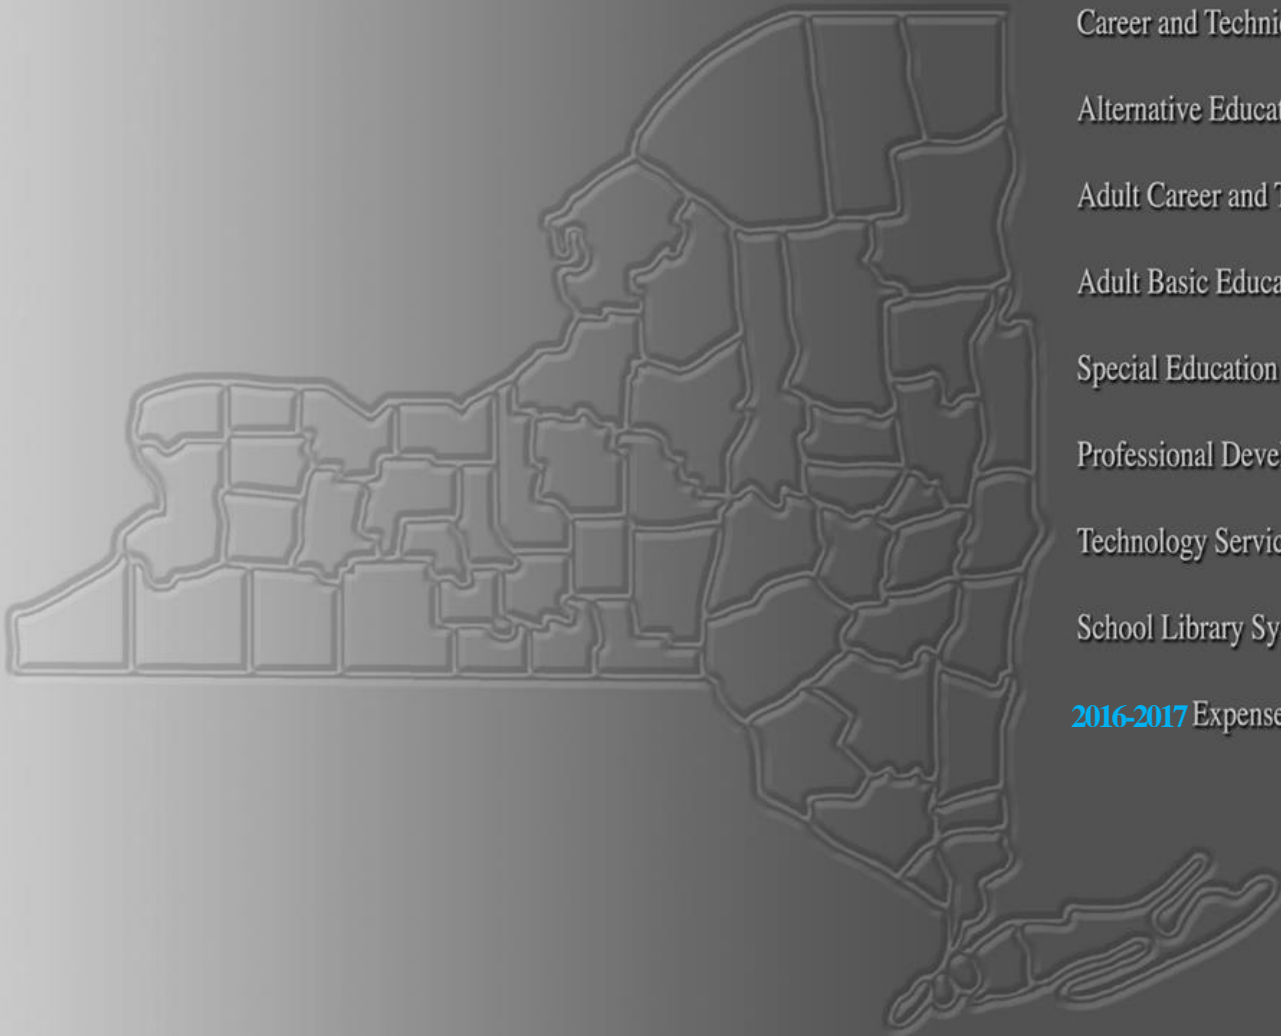 Career and Techni
Alternative Educat
Adult Career and T
Adult Basic Educa
Special Education
Professional Deve
Technology Servic
School Library Sy
2016-2017 Expense